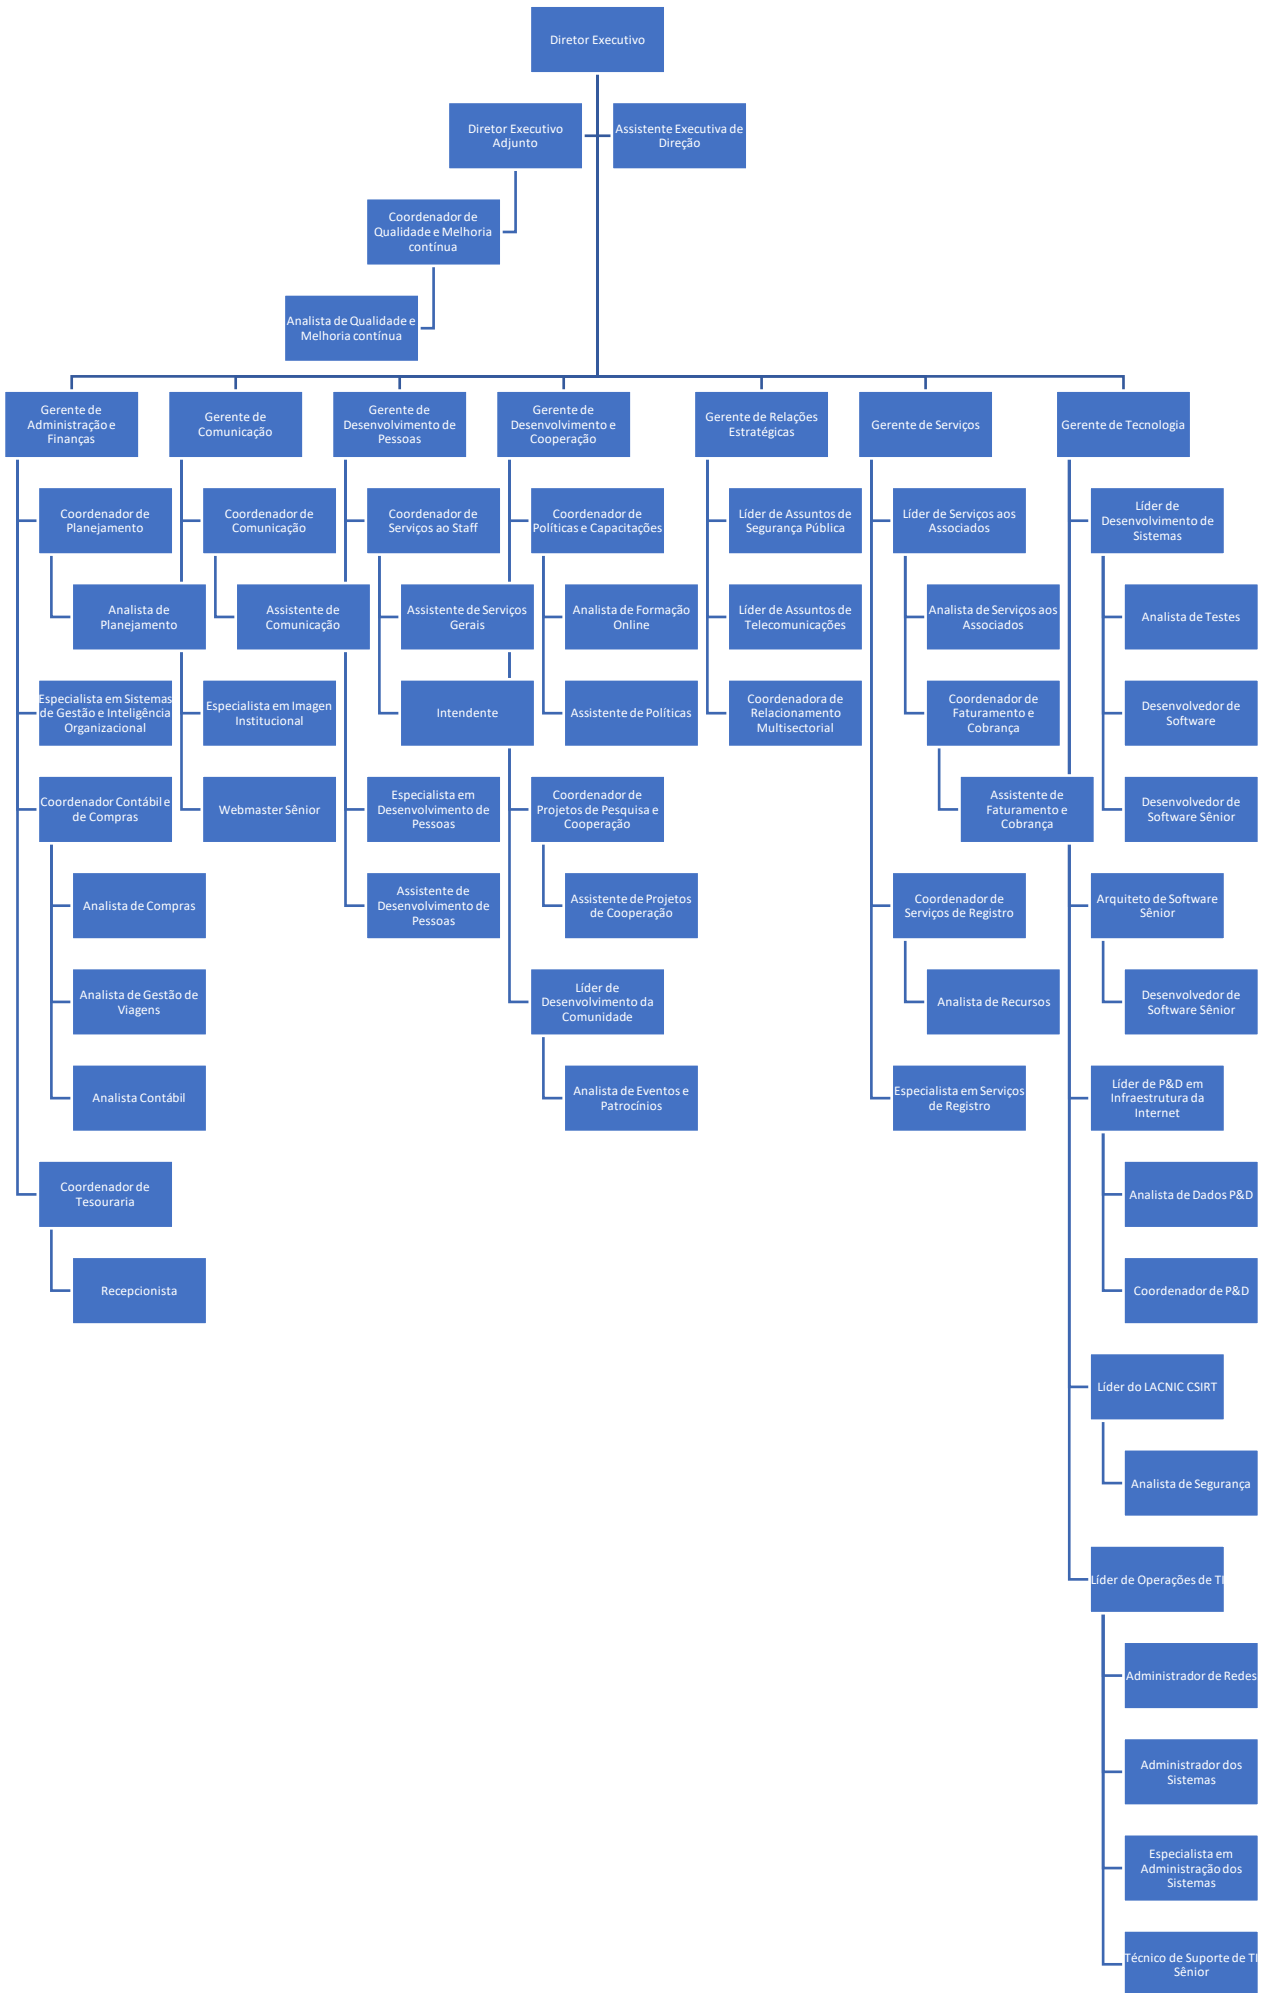 Diretor Executivo
Diretor Executivo
Adjunto
Assistente Executiva de
Direção
Coordenador de
Qualidade e Melhoria
contínua
Analista de Qualidade e
Melhoria contínua
Gerente de
Administração e
Finanças
Coordenador de
Planejamento
Analista de
Planejamento
Especialista em Sistemas
de Gestão e Inteligência
Organizacional
Coordenador Contábil e
de Compras
Analista de Compras
Analista de Gestão de
Viagens
Analista Contábil
Coordenador de
Tesouraria
Recepcionista
Gerente de
Comunicação
Coordenador de
Comunicação
Assistente de
Comunicação
Especialista em Imagen
Institucional
Webmaster Sênior
Gerente de
Desenvolvimento de
Pessoas
Coordenador de
Serviços ao Staff
Assistente de Serviços
Gerais
Intendente
Especialista em
Desenvolvimento de
Pessoas
Assistente de
Desenvolvimento de
Pessoas
Gerente de
Desenvolvimento e
Cooperação
Coordenador de
Políticas e Capacitações
Analista de Formação
Online
Assistente de Políticas
Coordenador de
Projetos de Pesquisa e
Cooperação
Assistente de Projetos
de Cooperação
Líder de
Desenvolvimento da
Comunidade
Analista de Eventos e
Patrocínios
Gerente de Relações
Estratégicas
Líder de Assuntos de
Segurança Pública
Líder de Assuntos de
Telecomunicações
Coordenadora de
Relacionamento
Multisectorial
Gerente de Serviços
Líder de Serviços aos
Associados
Analista de Serviços aos
Associados
Coordenador de
Faturamento e
Cobrança
Assistente de
Faturamento e
Cobrança
Coordenador de
Serviços de Registro
Analista de Recursos
Especialista em Serviços
de Registro
Gerente de Tecnologia
Líder de
Desenvolvimento de
Sistemas
Analista de Testes
Desenvolvedor de
Software
Desenvolvedor de
Software Sênior
Arquiteto de Software
Sênior
Desenvolvedor de
Software Sênior
Líder de P&D em
Infraestrutura da
Internet
Analista de Dados P&D
Coordenador de P&D
Líder do LACNIC CSIRT
Analista de Segurança
Líder de Operações de TI
Administrador de Redes
Administrador dos
Sistemas
Especialista em
Administração dos
Sistemas
Técnico de Suporte de TI
Sênior